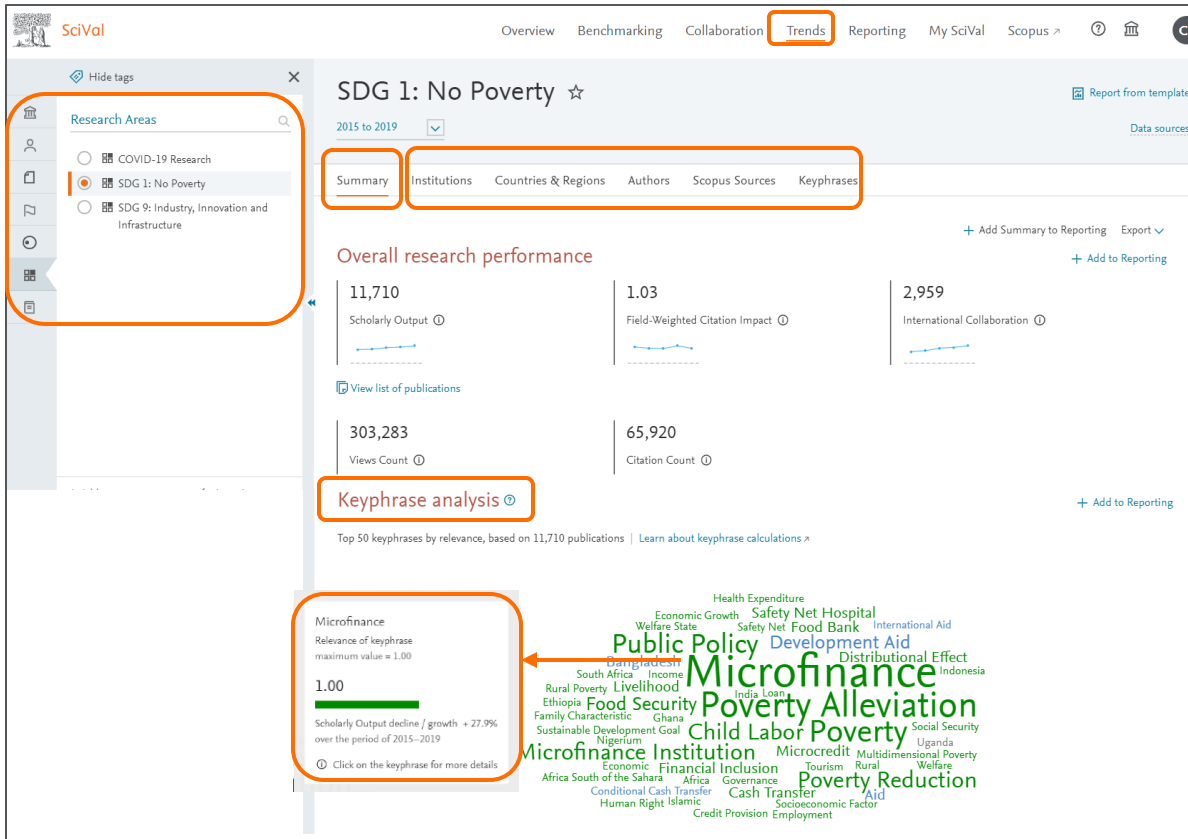 SciVal
Overview Benchmarking Collaboration Trends Reporting My SciVal Scopus ↗
Hide tags
Research Areas
COVID-19 Research
SDG 1: No Poverty
SDG 9: Industry, Innovation and
Infrastructure
SDG 1: No Poverty
Report from template
2015 to 2019
Data sources
Summary Institutions Countries & Regions Authors Scopus Sources Keyphrases
+ Add Summary to Reporting Export
Overall research performance
+ Add to Reporting
11,710
Scholarly Output
1.03
Field-Weighted Citation Impact
2,959
International Collaboration
View list of publications
303,283
Views Count
65,920
Citation Count
Keyphrase analysis
+ Add to Reporting
Top 50 keyphrases by relevance, based on 11,710 publications | Learn about keyphrase calculations ↗
Microfinance
Relevance of keyphrase
maximum value = 1.00
1.00
Scholarly Output decline / growth + 27.9%
over the period of 2015–2019
Click on the keyphrase for more details
Health Expenditure
Economic Growth Safety Net Hospital
Welfare State Safety Net Food Bank International Aid
Public Policy Development Aid
Bangladesh Microfinance Distributional Effect
South Africa Income Indonesia
Rural Poverty Livelihood India Loan
Ethiopia Food Security Poverty Alleviation
Family Characteristic Ghana
Sustainable Development Goal Child Labor Poverty Social Security
Nigerium Uganda
Microfinance Institution Microcredit Multidimensional Poverty
Economic Financial Inclusion Tourism Rural Welfare
Africa South of the Sahara Africa Governance Poverty Reduction
Conditional Cash Transfer Cash Transfer Aid
Human Right Islamic Socioeconomic Factor
Credit Provision Employment